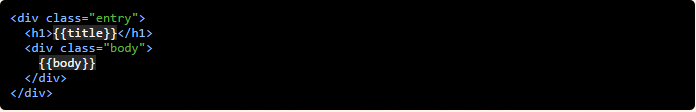 <div class="entry">
  <h1>{{title}}</h1>
  <div class="body">
    {{body}}
  </div>
</div>